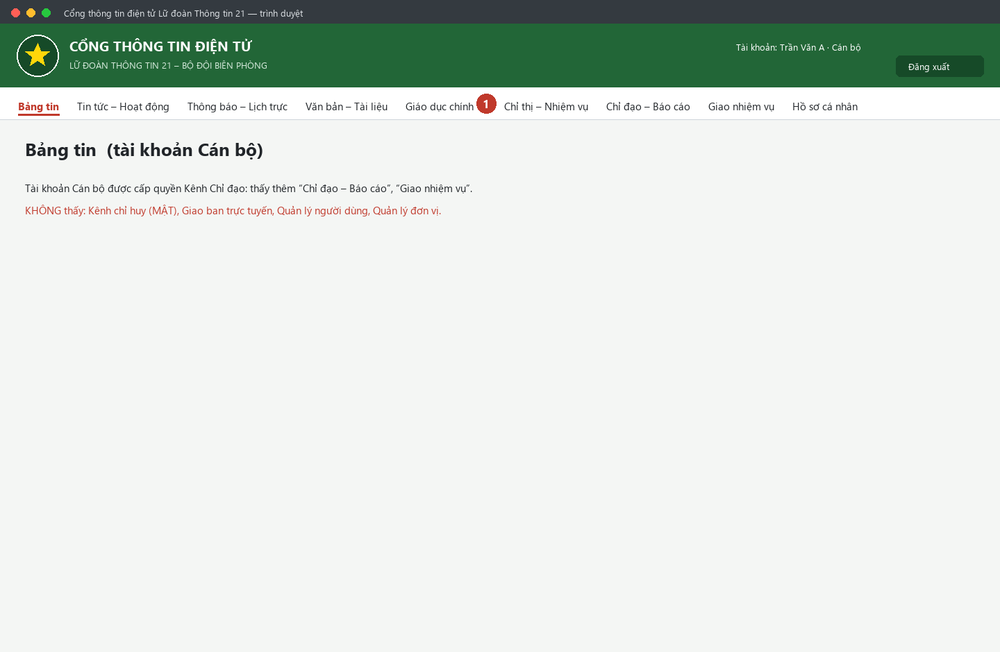 Cổng thông tin điện tử Lữ đoàn Thông tin 21 — trình duyệt
CỔNG THÔNG TIN ĐIỆN TỬ
LỮ ĐOÀN THÔNG TIN 21 – BỘ ĐỘI BIÊN PHÒNG
Tài khoản: Trần Văn A · Cán bộ
Đăng xuất
Bảng tin Tin tức – Hoạt động Thông báo – Lịch trực Văn bản – Tài liệu Giáo dục chính 1 Chỉ thị – Nhiệm vụ Chỉ đạo – Báo cáo Giao nhiệm vụ Hồ sơ cá nhân
Bảng tin (tài khoản Cán bộ)
Tài khoản Cán bộ được cấp quyền Kênh Chỉ đạo: thấy thêm “Chỉ đạo – Báo cáo”, “Giao nhiệm vụ”.
KHÔNG thấy: Kênh chỉ huy (MẬT), Giao ban trực tuyến, Quản lý người dùng, Quản lý đơn vị.